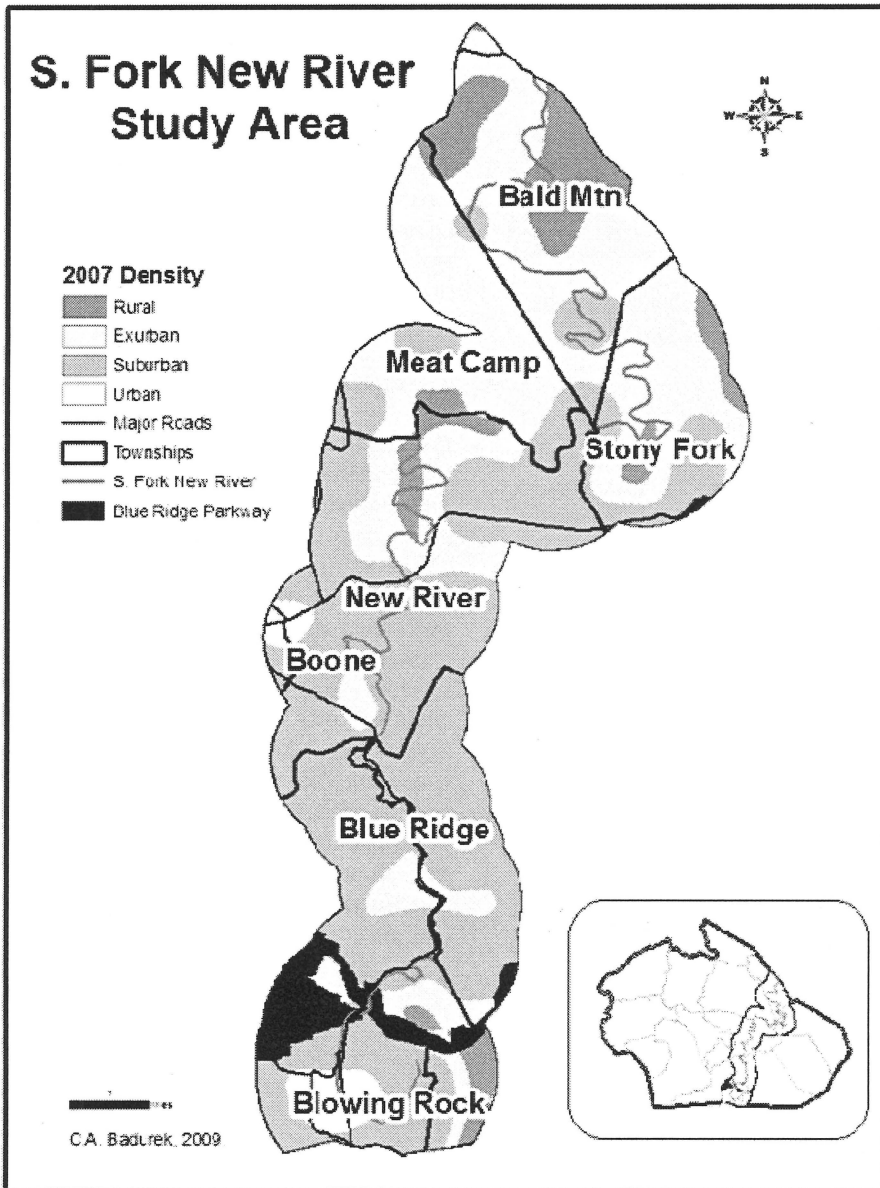 S. Fork New River
Study Area
N
W
E
S
Bald Mtn
2007 Density
Rural
Exurban
Suburban
Urban
Major Roads
Townships
S. Fork New River
Blue Ridge Parkway
Meat Camp
Stony Fork
New River
Boone
Blue Ridge
Blowing Rock
C.A. Badurek, 2009